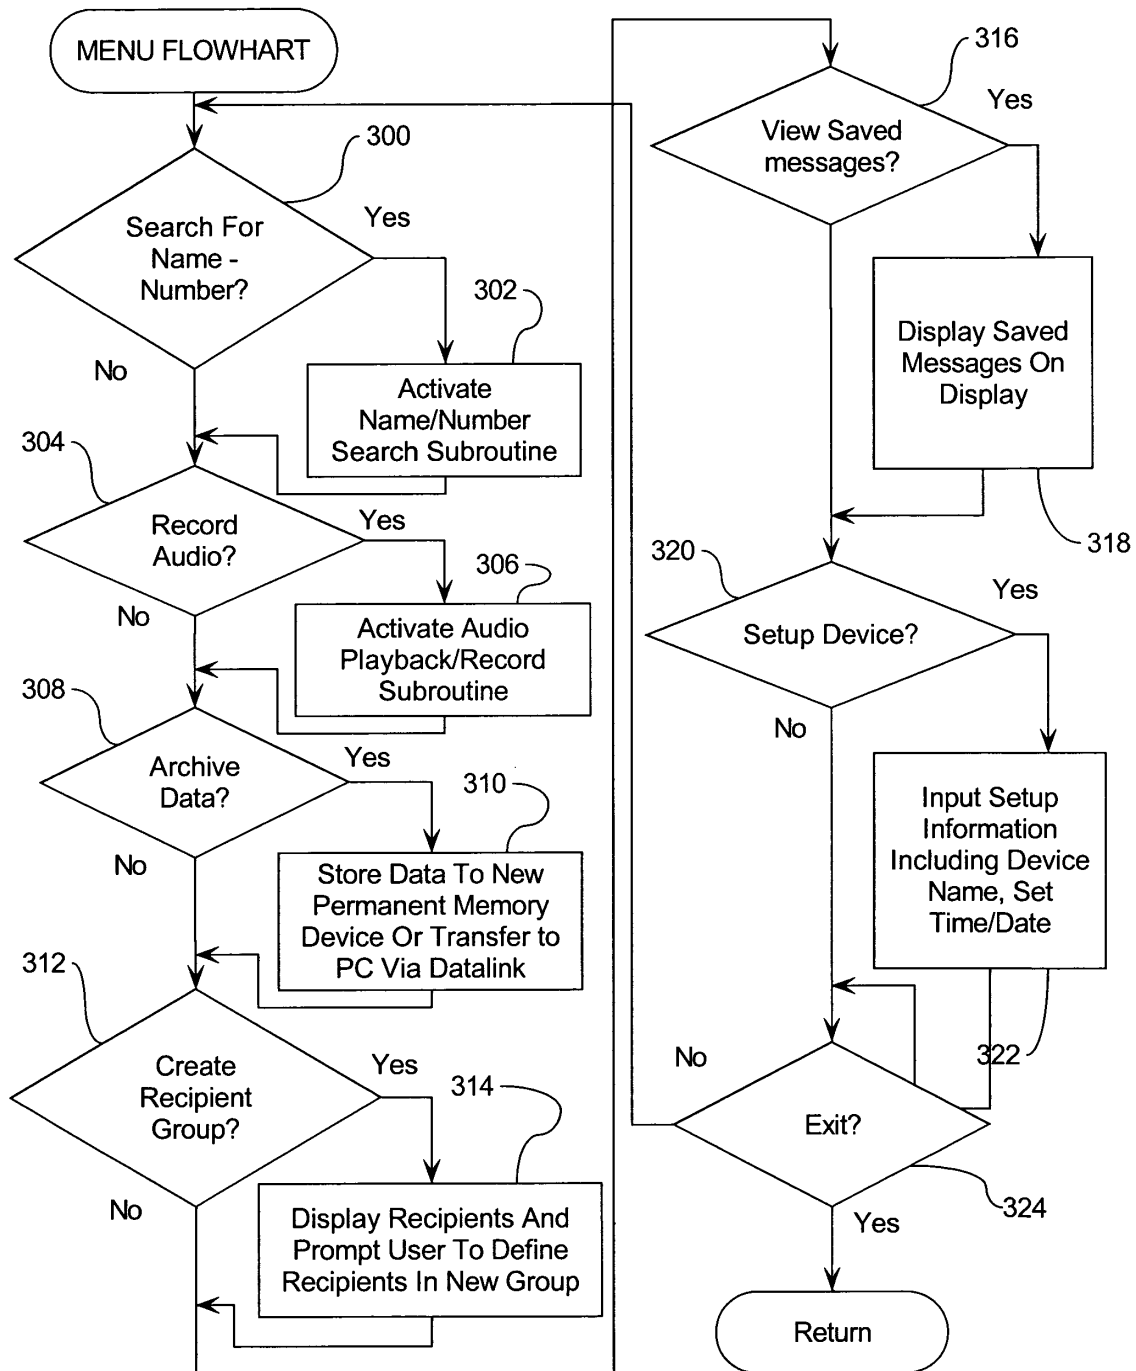 MENU FLOWHART
300
Search For
Name -
Number?
Yes
No
302
Activate
Name/Number
Search Subroutine
304
Record
Audio?
Yes
No
306
Activate Audio
Playback/Record
Subroutine
308
Archive
Data?
Yes
No
310
Store Data To New
Permanent Memory
Device Or Transfer to
PC Via Datalink
312
Create
Recipient
Group?
Yes
No
314
Display Recipients And
Prompt User To Define
Recipients In New Group
316
View Saved
messages?
Yes
Display Saved
Messages On
Display
318
320
Setup Device?
Yes
No
Input Setup
Information
Including Device
Name, Set
Time/Date
322
No
Exit?
324
Yes
Return